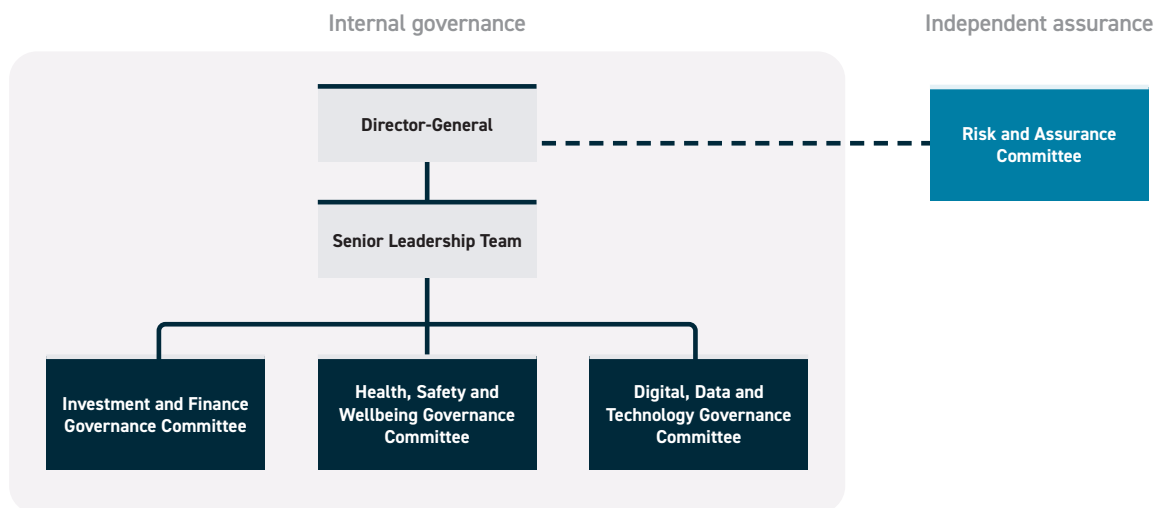 Internal governance
Independent assurance
Director-General
Risk and Assurance
Committee
Senior Leadership Team
Investment and Finance
Governance Committee
Health, Safety and
Wellbeing Governance
Committee
Digital, Data and
Technology Governance
Committee